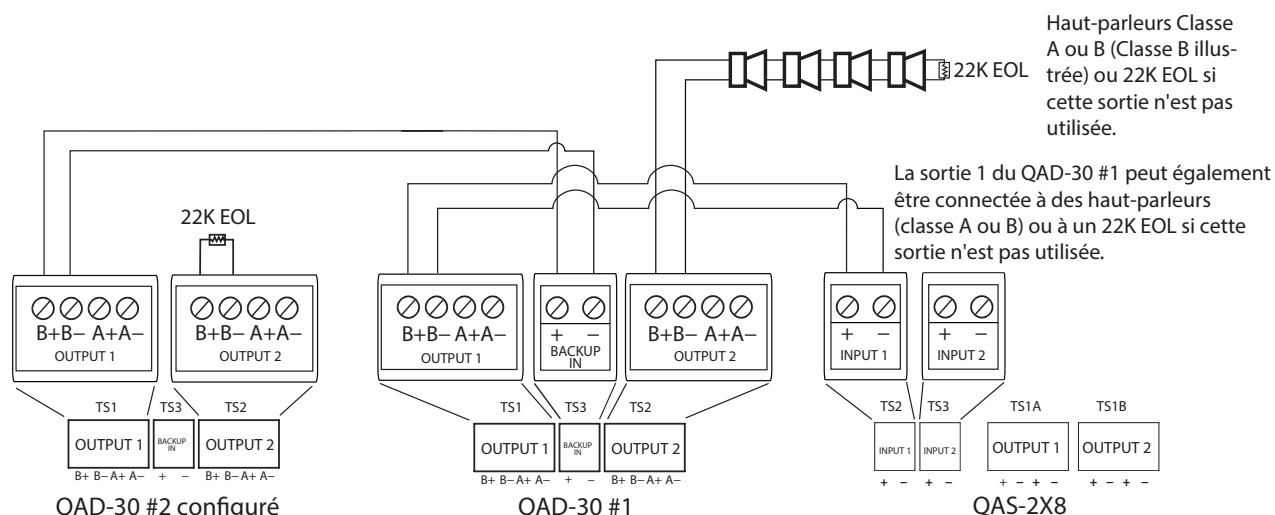 Haut-parleurs Classe
A ou B (Classe B illus-
trée) ou 22K EOL si
cette sortie n'est pas
utilisée.
22K EOL
La sortie 1 du QAD-30 #1 peut également
être connectée à des haut-parleurs
(classe A ou B) ou à un 22K EOL si cette
sortie n'est pas utilisée.
22K EOL
B+B– A+A–
OUTPUT 1
B+B– A+A–
OUTPUT 2
B+B– A+A–
OUTPUT 1
+ –
BACKUP
IN
B+B– A+A–
OUTPUT 2
+ –
INPUT 1
+ –
INPUT 2
TS1 TS3 TS2
OUTPUT 1
BACKUP
IN
OUTPUT 2
B+ B– A+ A– + – B+ B– A+ A–
QAD-30 #2 configuré
TS1 TS3 TS2
OUTPUT 1
BACKUP
IN
OUTPUT 2
B+ B– A+ A– + – B+ B– A+ A–
QAD-30 #1
TS2 TS3 TS1A TS1B
INPUT 1 INPUT 2 OUTPUT 1 OUTPUT 2
+ – + – + – + – + – + –
QAS-2X8